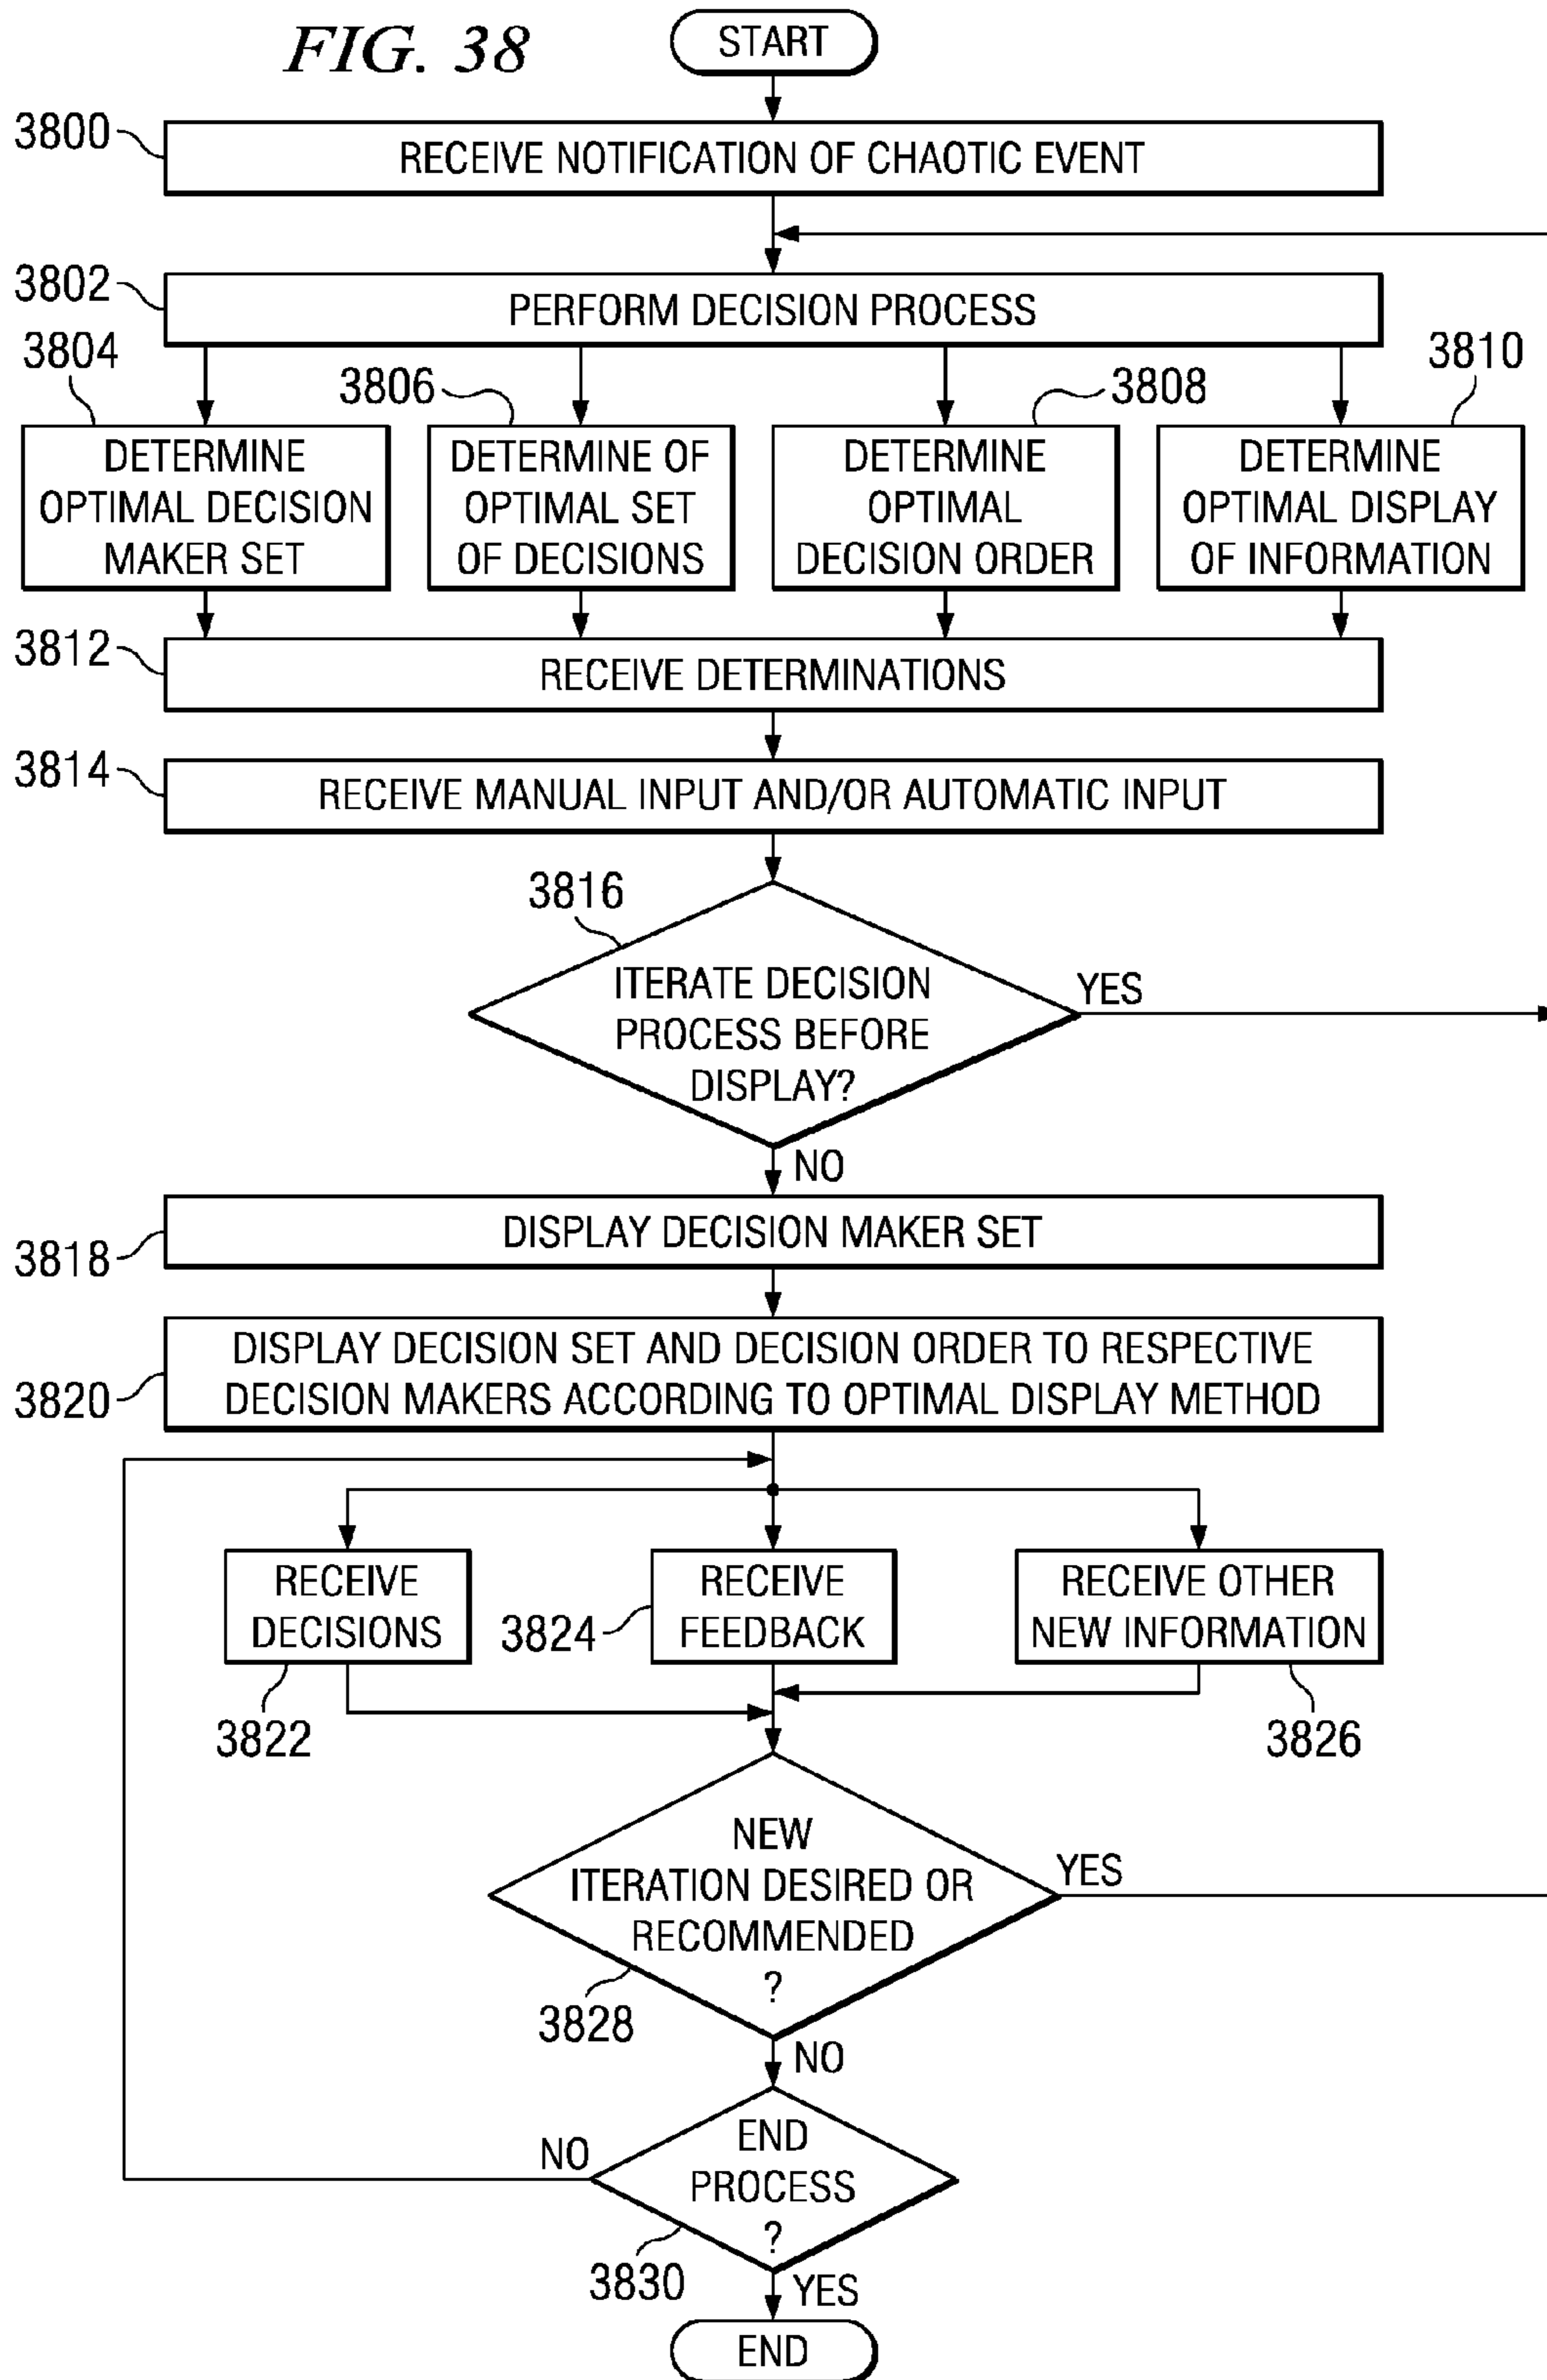 FIG. 38
START
3800
RECEIVE NOTIFICATION OF CHAOTIC EVENT
3802
PERFORM DECISION PROCESS
3804
3806
3808
3810
DETERMINE
OPTIMAL DECISION
MAKER SET
DETERMINE OF
OPTIMAL SET
OF DECISIONS
DETERMINE
OPTIMAL
DECISION ORDER
DETERMINE
OPTIMAL DISPLAY
OF INFORMATION
3812
RECEIVE DETERMINATIONS
3814
RECEIVE MANUAL INPUT AND/OR AUTOMATIC INPUT
3816
ITERATE DECISION
PROCESS BEFORE
DISPLAY?
YES
NO
3818
DISPLAY DECISION MAKER SET
3820
DISPLAY DECISION SET AND DECISION ORDER TO RESPECTIVE
DECISION MAKERS ACCORDING TO OPTIMAL DISPLAY METHOD
RECEIVE
DECISIONS
3822
3824
RECEIVE
FEEDBACK
RECEIVE OTHER
NEW INFORMATION
3826
NEW
ITERATION DESIRED OR
RECOMMENDED
?
YES
3828
NO
END
PROCESS
?
NO
3830
YES
END